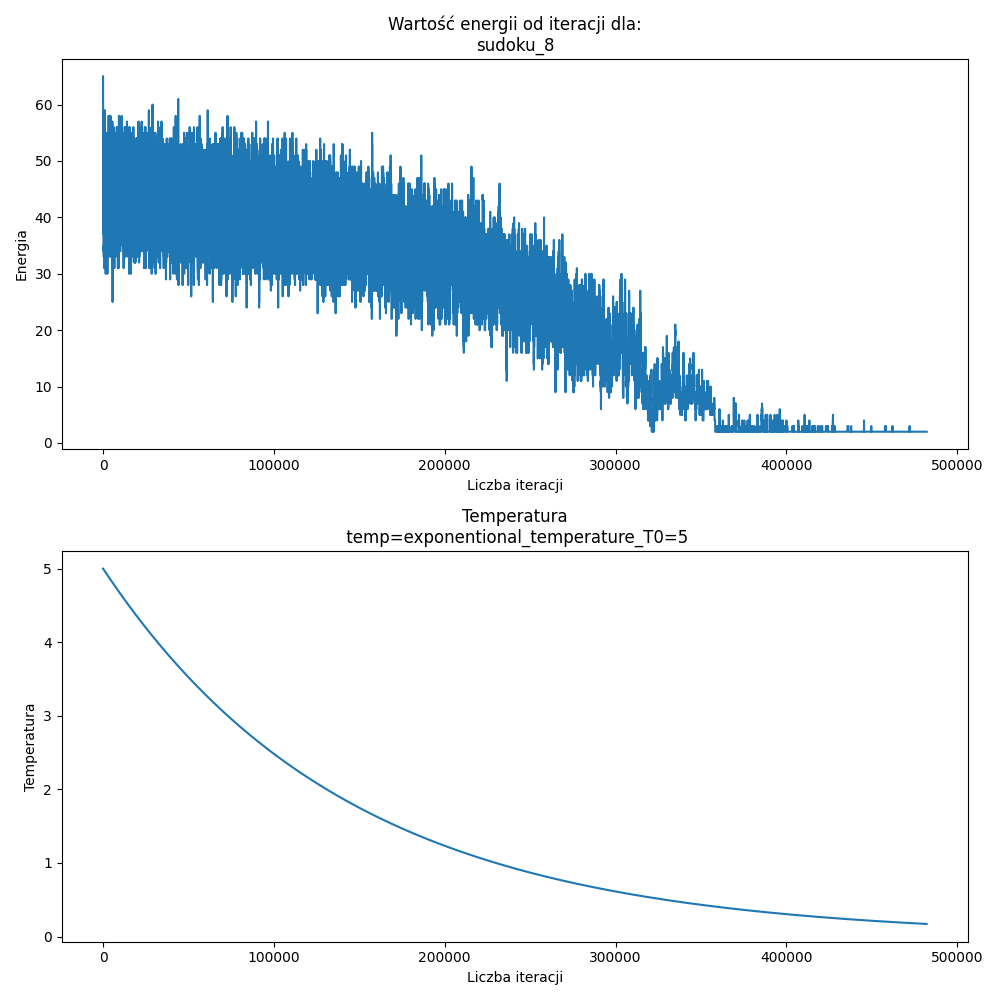 Wartość energii od iteracji dla:
sudoku_8
Energia
60
50
40
30
20
10
0
0 100000 200000 300000 400000 500000
Liczba iteracji
Temperatura
temp=exponentional_temperature_T0=5
Temperatura
5
4
3
2
1
0
0 100000 200000 300000 400000 500000
Liczba iteracji